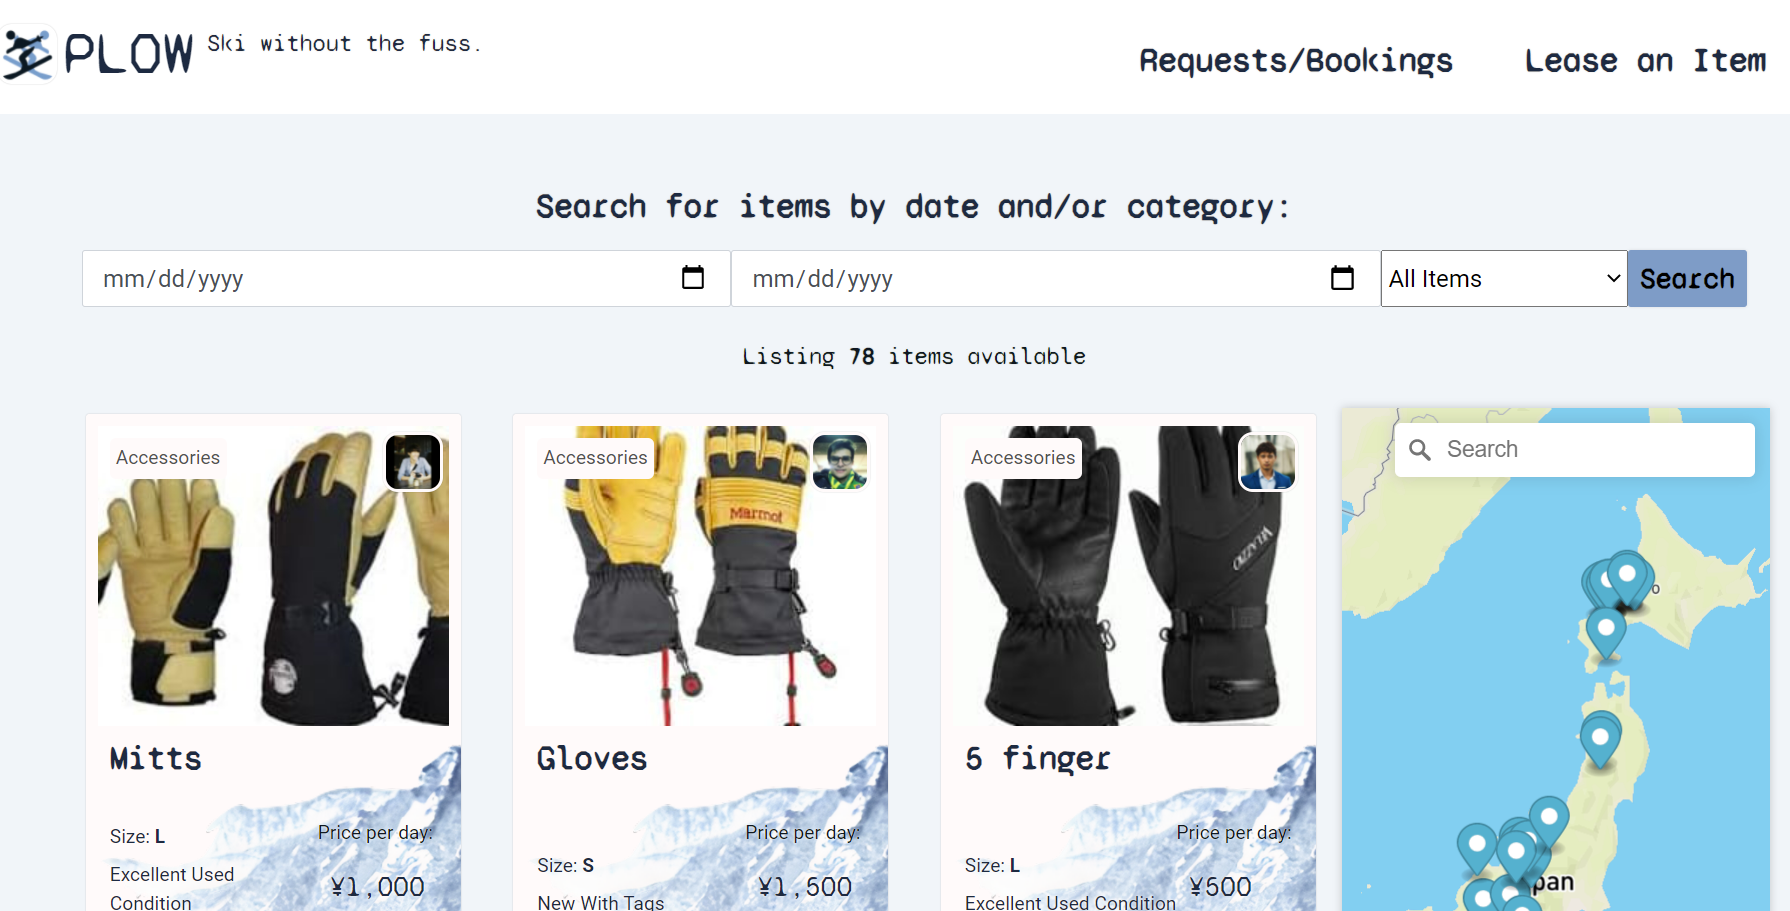 PLOW Ski without the fuss.
Requests/Bookings Lease an Item
Search for items by date and/or category:
mm/dd/yyyy mm/dd/yyyy All Items Search
Listing 78 items available
Accessories Accessories Accessories
Search
Marmot
Mitts Gloves 5 finger
Size: L Price per day:
Excellent Used
Condition
¥1,000
Size: S Price per day:
New With Tags
¥1,500
Size: L Price per day:
Excellent Used Condition
¥500
pan